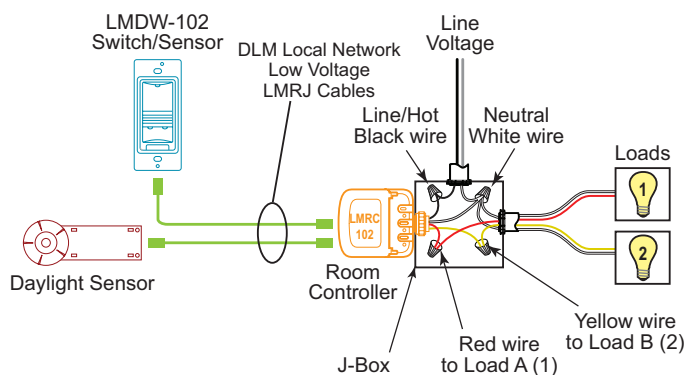 LMDW-102
Switch/Sensor
DLM Local Network
Low Voltage
LMRJ Cables
Line
Voltage
Line/Hot
Black wire
Neutral
White wire
Loads
1
2
LMRC
102
Daylight Sensor
Room
Controller
J-Box
Red wire
to Load A (1)
Yellow wire
to Load B (2)